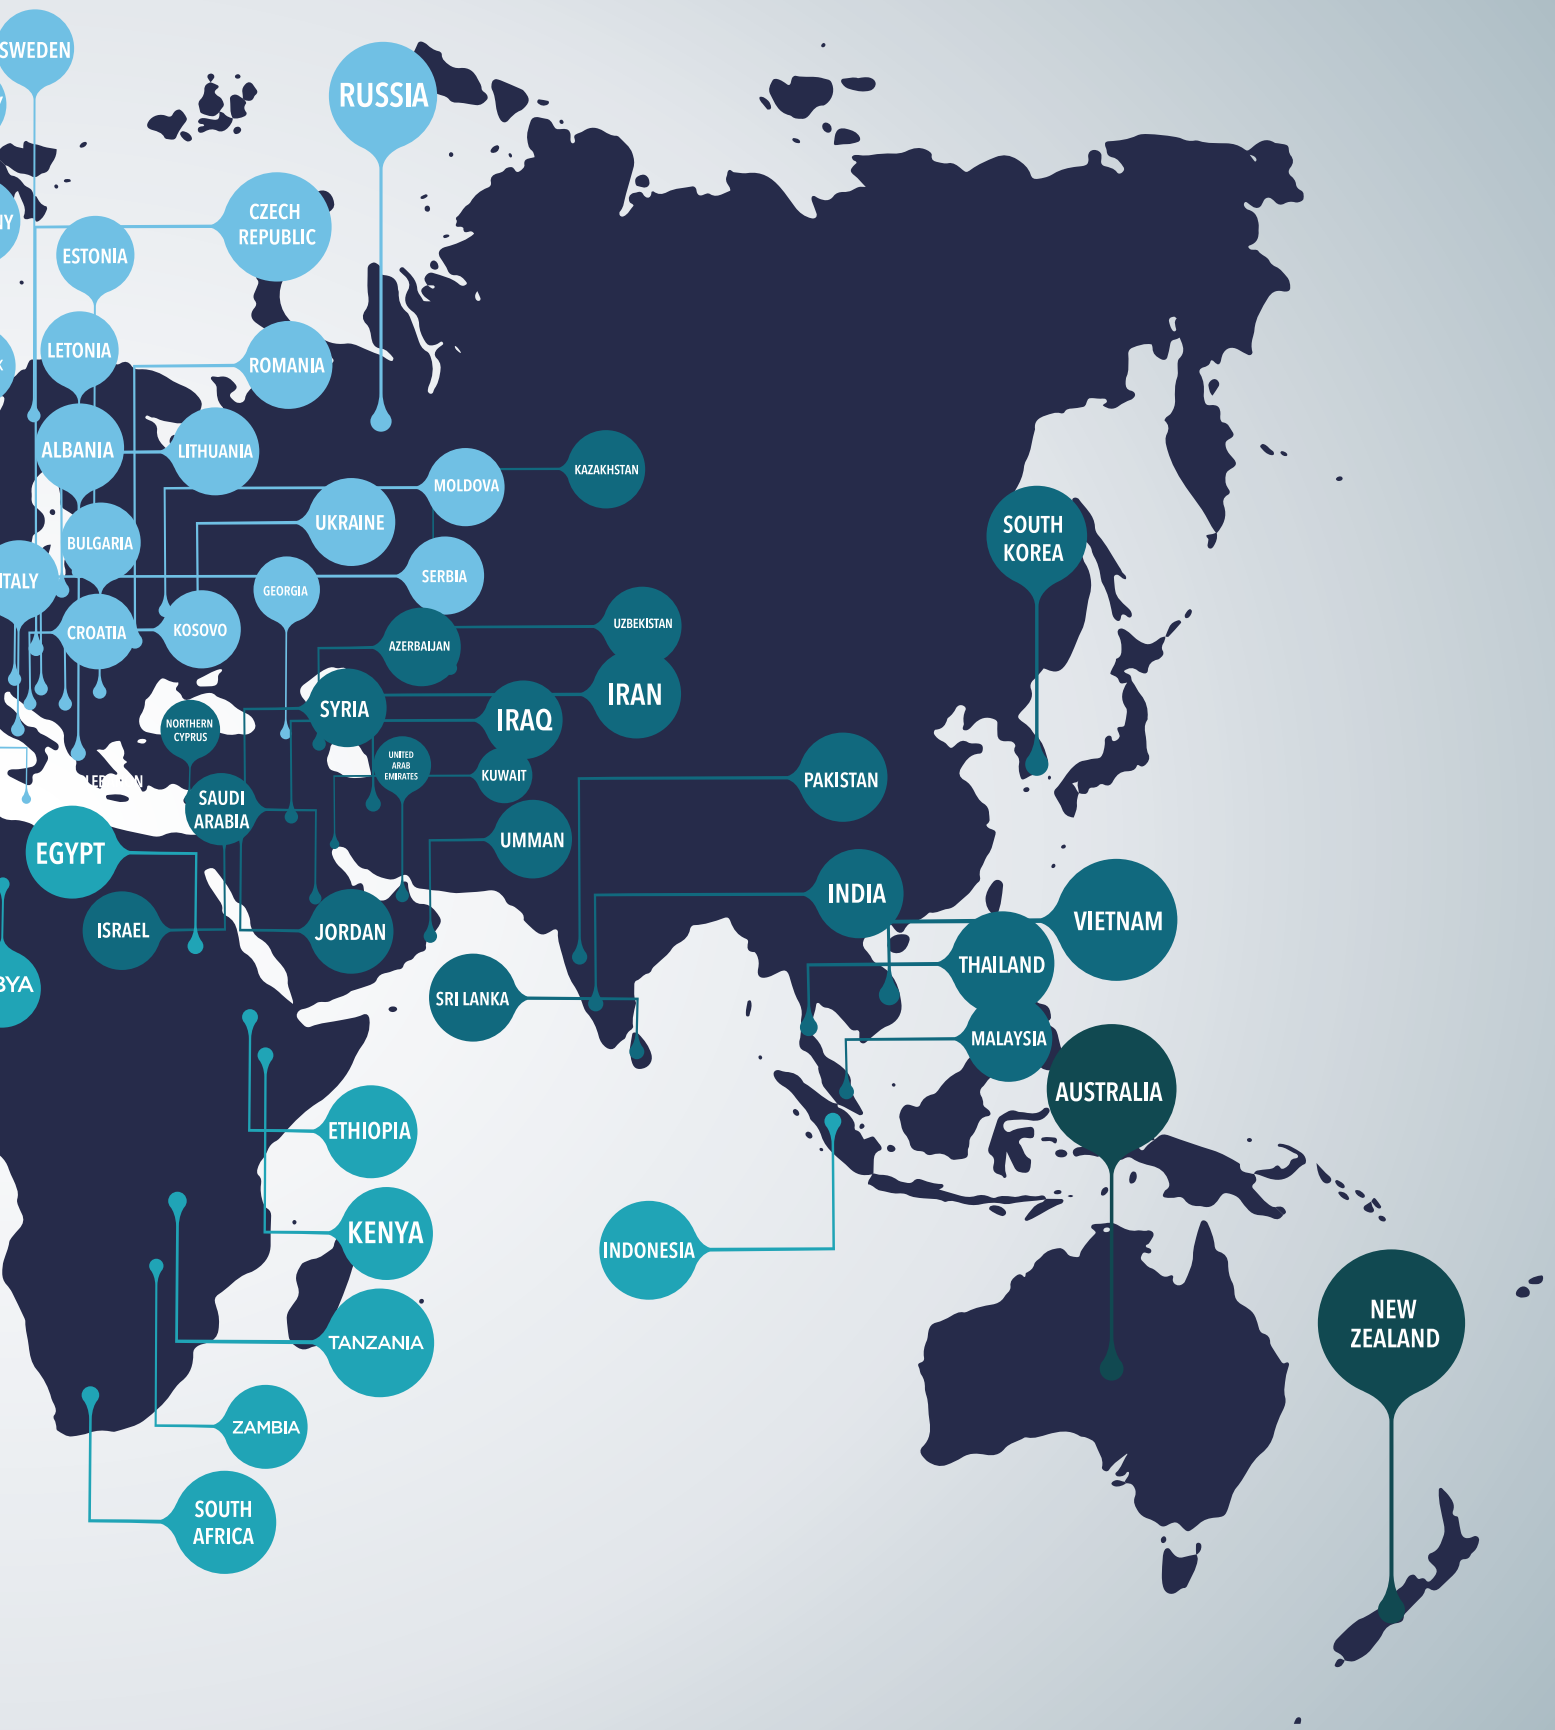 SWEDEN
RUSSIA
CZECH
REPUBLIC
ESTONIA
LETONIA
ROMANIA
ALBANIA
LITHUANIA
KAZAKHSTAN
MOLDOVA
UKRAINE
SOUTH
KOREA
BULGARIA
ITALY
SERBIA
GEORGIA
CROATIA
KOSOVO
UZBEKISTAN
AZERBAIJAN
IRAN
SYRIA
IRAQ
NORTHERN
CYPRUS
UNITED
ARAB
EMIRATES
KUWAIT
PAKISTAN
SAUDI
ARABIA
UMMAN
EGYPT
INDIA
VIETNAM
ISRAEL
JORDAN
THAILAND
SRI LANKA
MALAYSIA
AUSTRALIA
ETHIOPIA
KENYA
INDONESIA
NEW
ZEALAND
TANZANIA
ZAMBIA
SOUTH
AFRICA